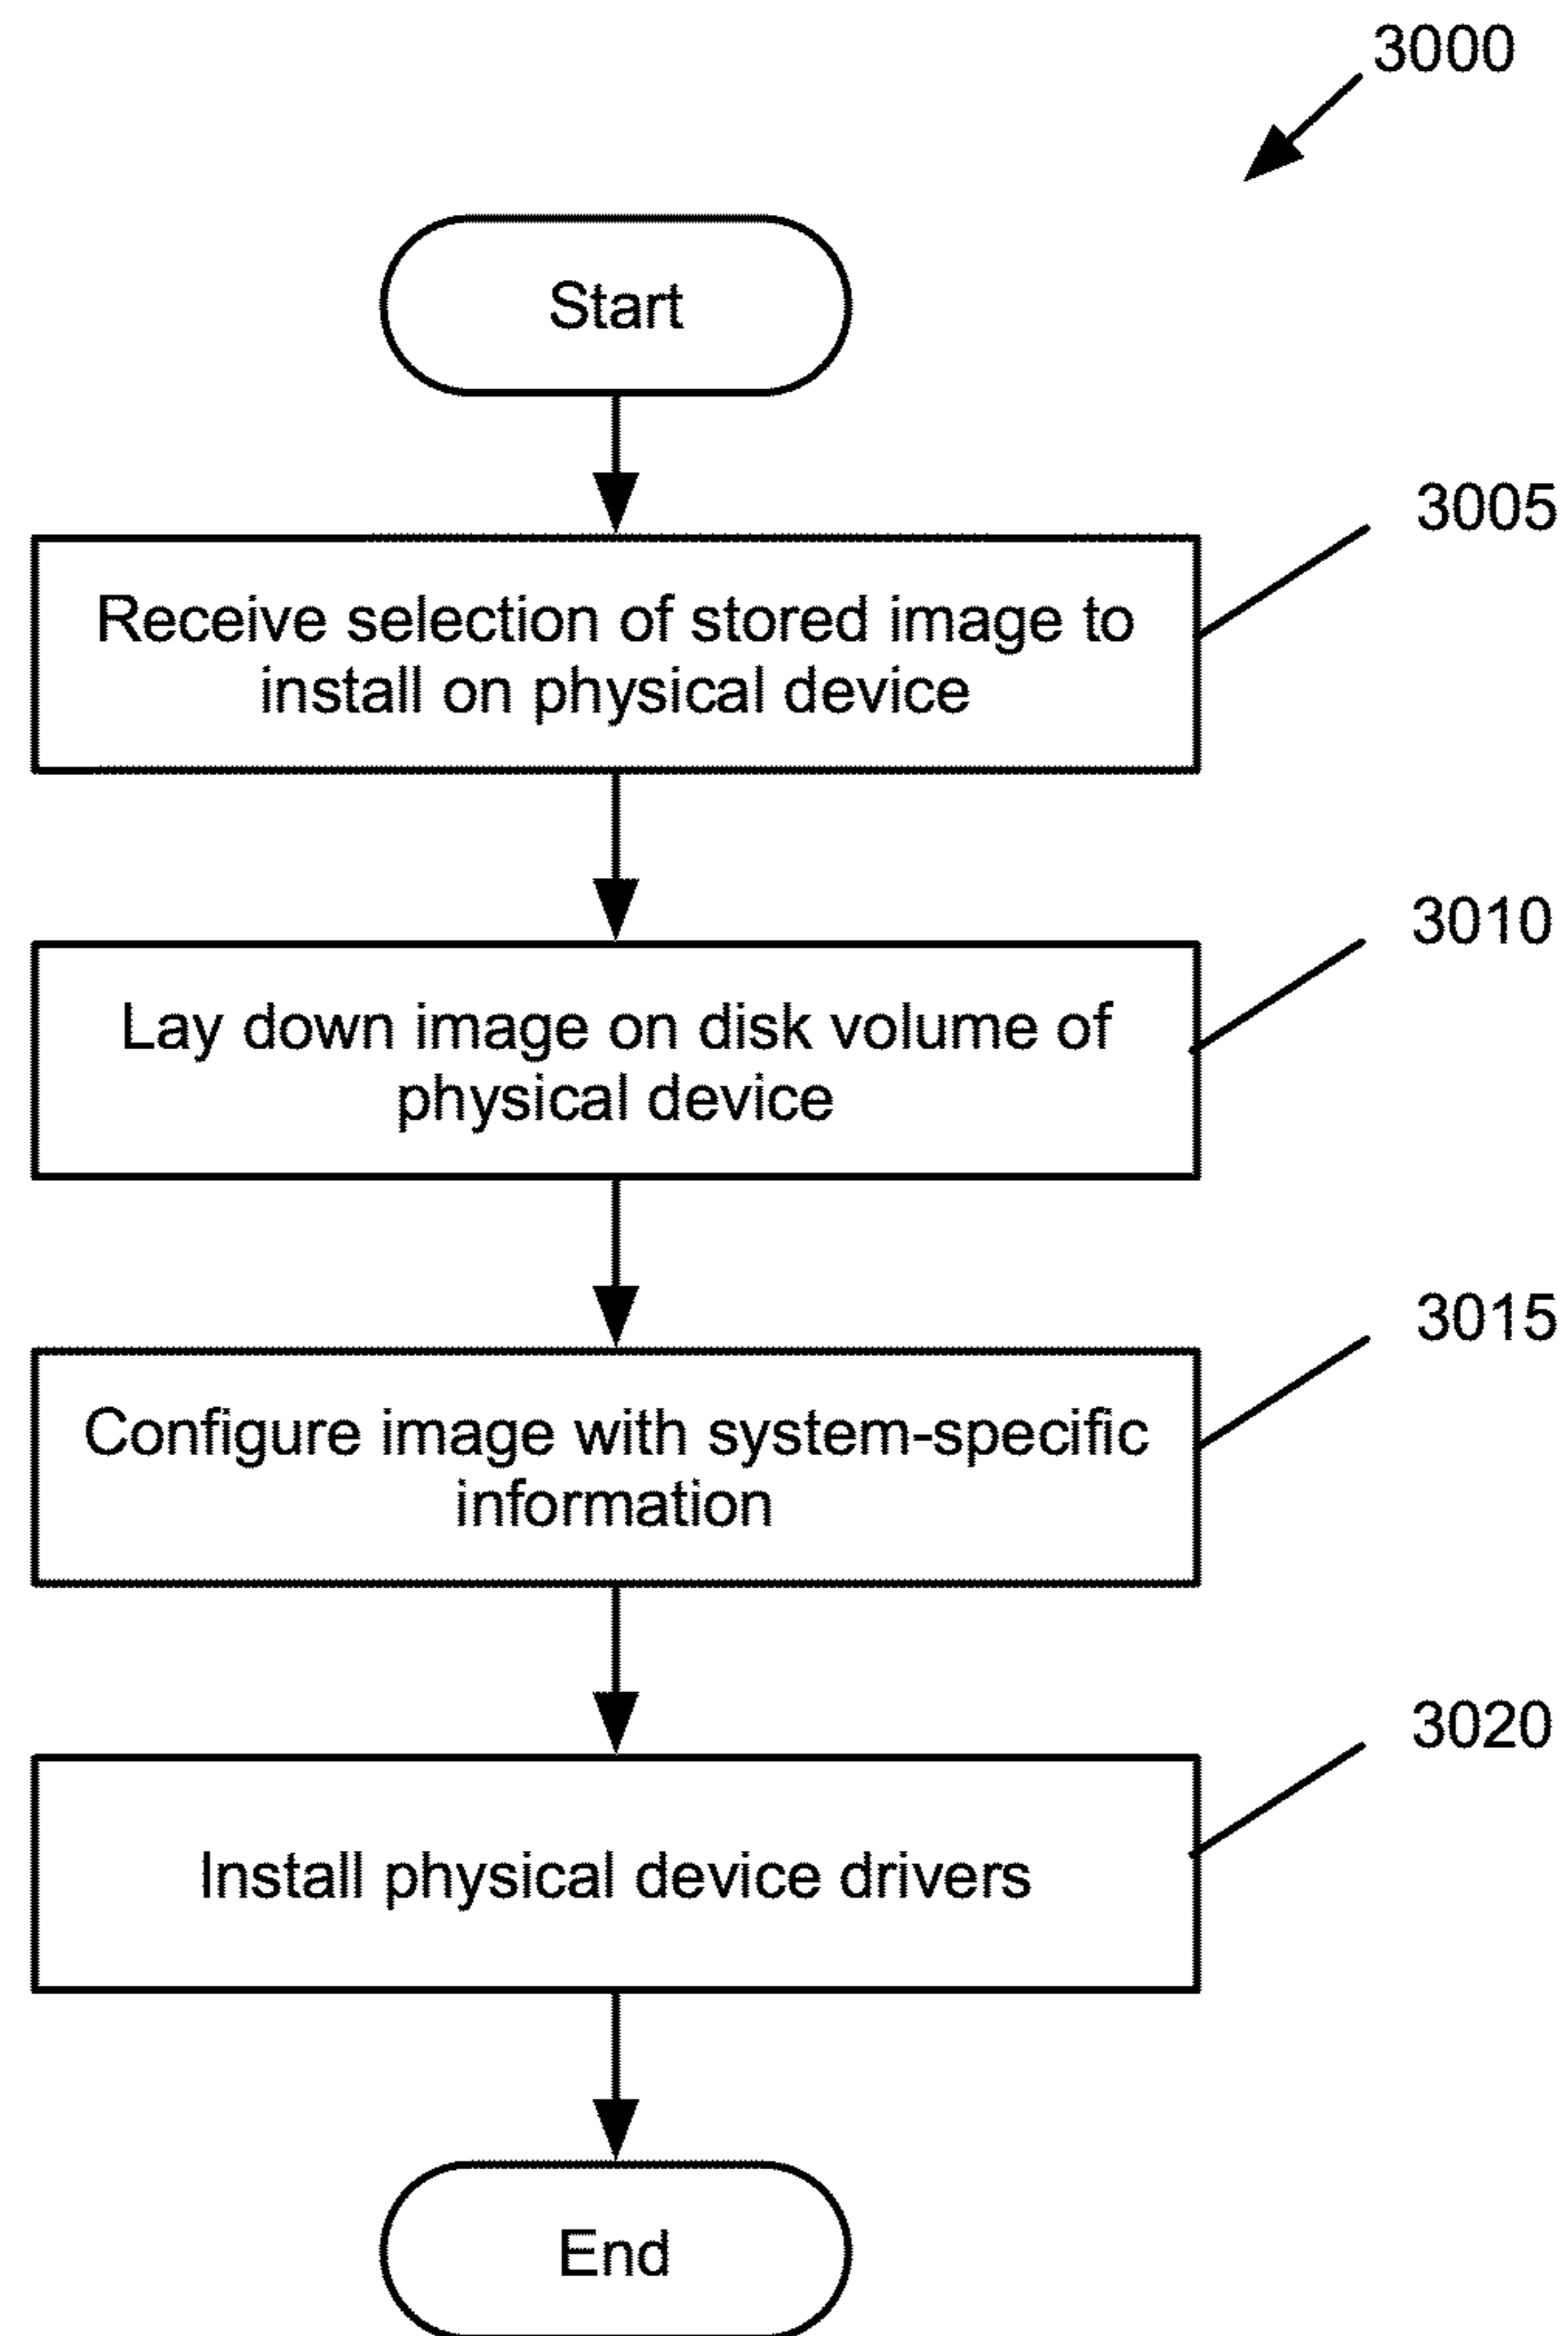 3000
Start
3005
Receive selection of stored image to
install on physical device
3010
Lay down image on disk volume of
physical device
3015
Configure image with system-specific
information
3020
Install physical device drivers
End